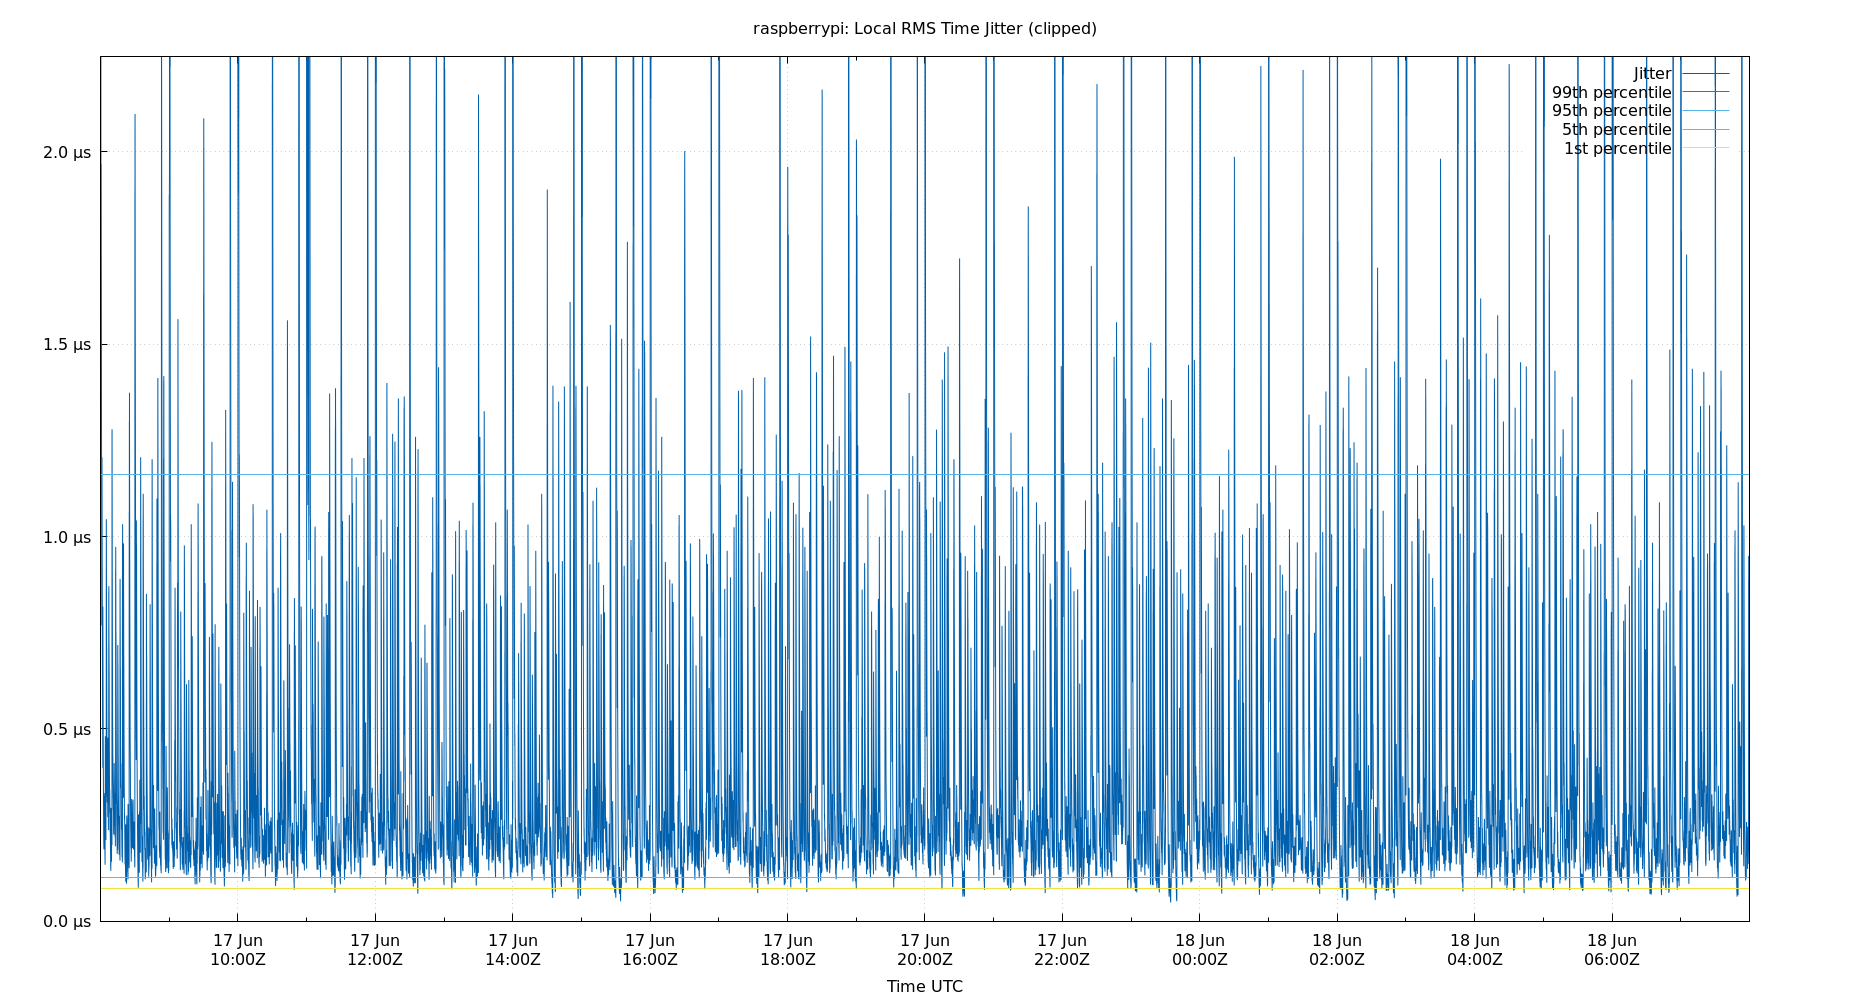 raspberrypi: Local RMS Time Jitter (clipped)
Jitter
99th percentile
95th percentile
5th percentile
1st percentile
2.0 µs
1.5 µs
1.0 µs
0.5 µs
0.0 µs
17 Jun 17 Jun 17 Jun 17 Jun 17 Jun 17 Jun 17 Jun 18 Jun 18 Jun 18 Jun 18 Jun
10:00Z 12:00Z 14:00Z 16:00Z 18:00Z 20:00Z 22:00Z 00:00Z 02:00Z 04:00Z 06:00Z
Time UTC